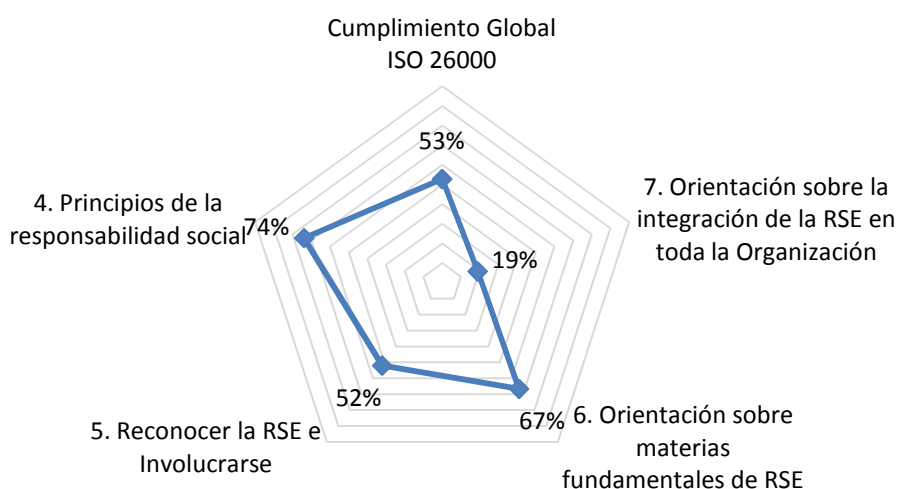 Cumplimiento Global
ISO 26000
53%
7. Orientación sobre la
integración de la RSE en
toda la Organización
19%
6. Orientación sobre
materias
fundamentales de RSE
67%
5. Reconocer la RSE e
Involucrarse
52%
4. Principios de la
responsabilidad social
74%